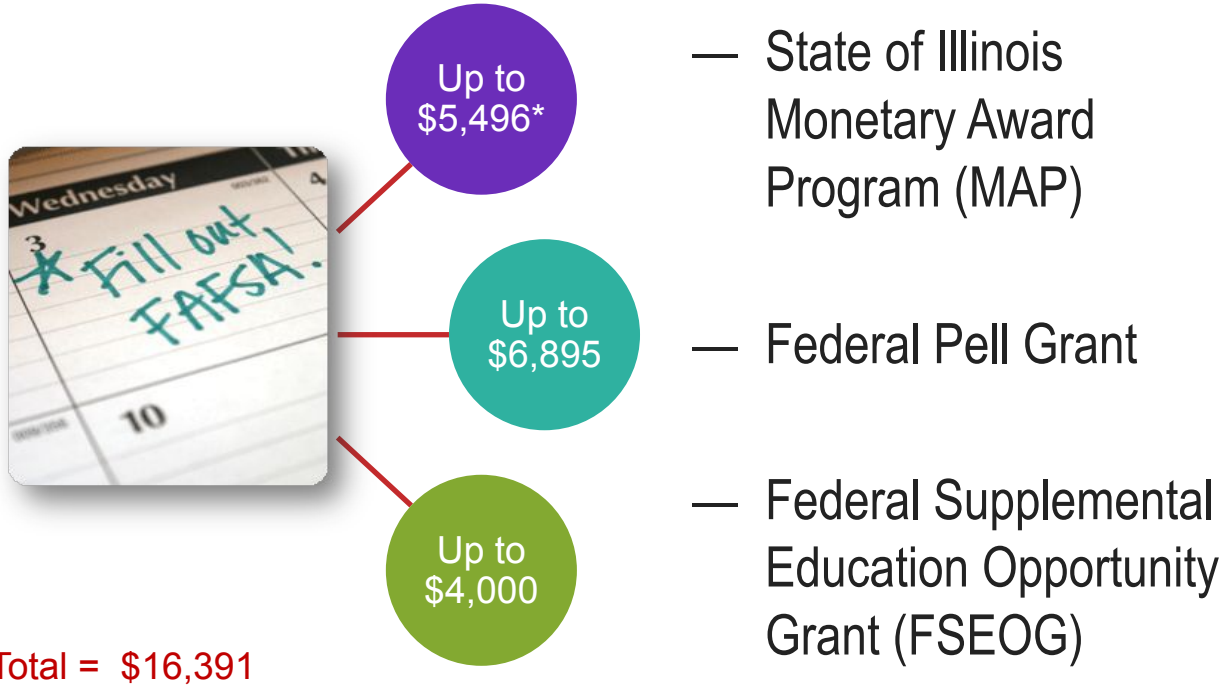 Up to
$5,496*
— State of Illinois
Monetary Award
Program (MAP)
Wednesday
3
4
Fill out
FAFSA!
10
Up to
$6,895
— Federal Pell Grant
Up to
$4,000
— Federal Supplemental
Education Opportunity
Grant (FSEOG)
Total = $16,391